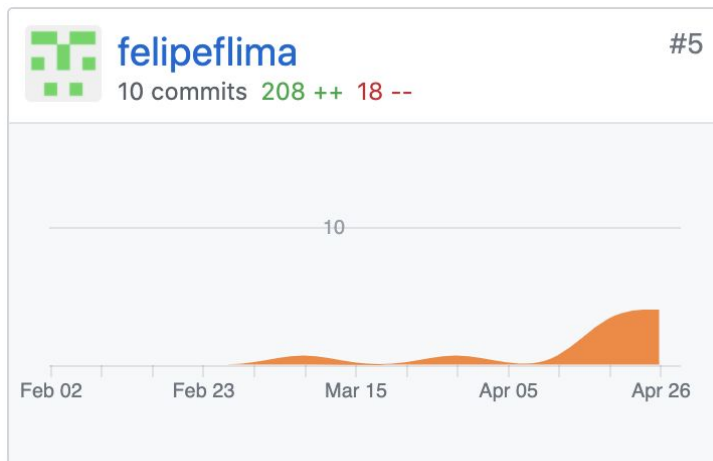 felipeflima
#5
10 commits 208 ++ 18 --
10
Feb 02 Feb 23 Mar 15 Apr 05 Apr 26